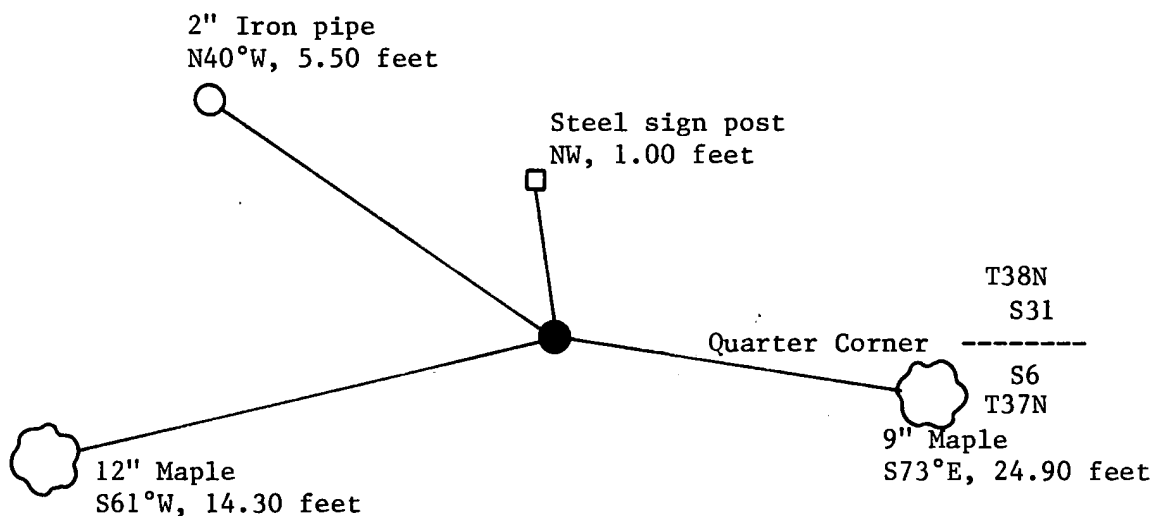 2" Iron pipe
N40°W, 5.50 feet
Steel sign post
NW, 1.00 feet
T38N
S31
Quarter Corner
--------
S6
T37N
9" Maple
S73°E, 24.90 feet
12" Maple
S61°W, 14.30 feet